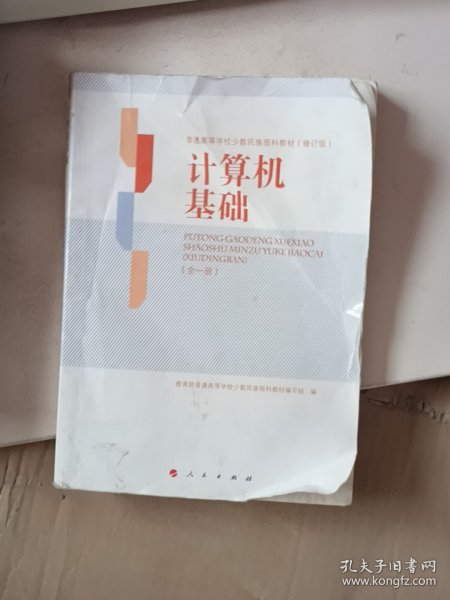 普通高等学校少数民族预科教材（修订版）
计算机
基础
PUTONG GAODENG XUEXIAO
SHAOSHU MINZU YUKE JIAOCAI
(XIUDINGBAN)
（全一册）
教育部普通高等学校少数民族预科教材编写组 编
人民出版社
孔夫子旧书网
www.kongfz.com